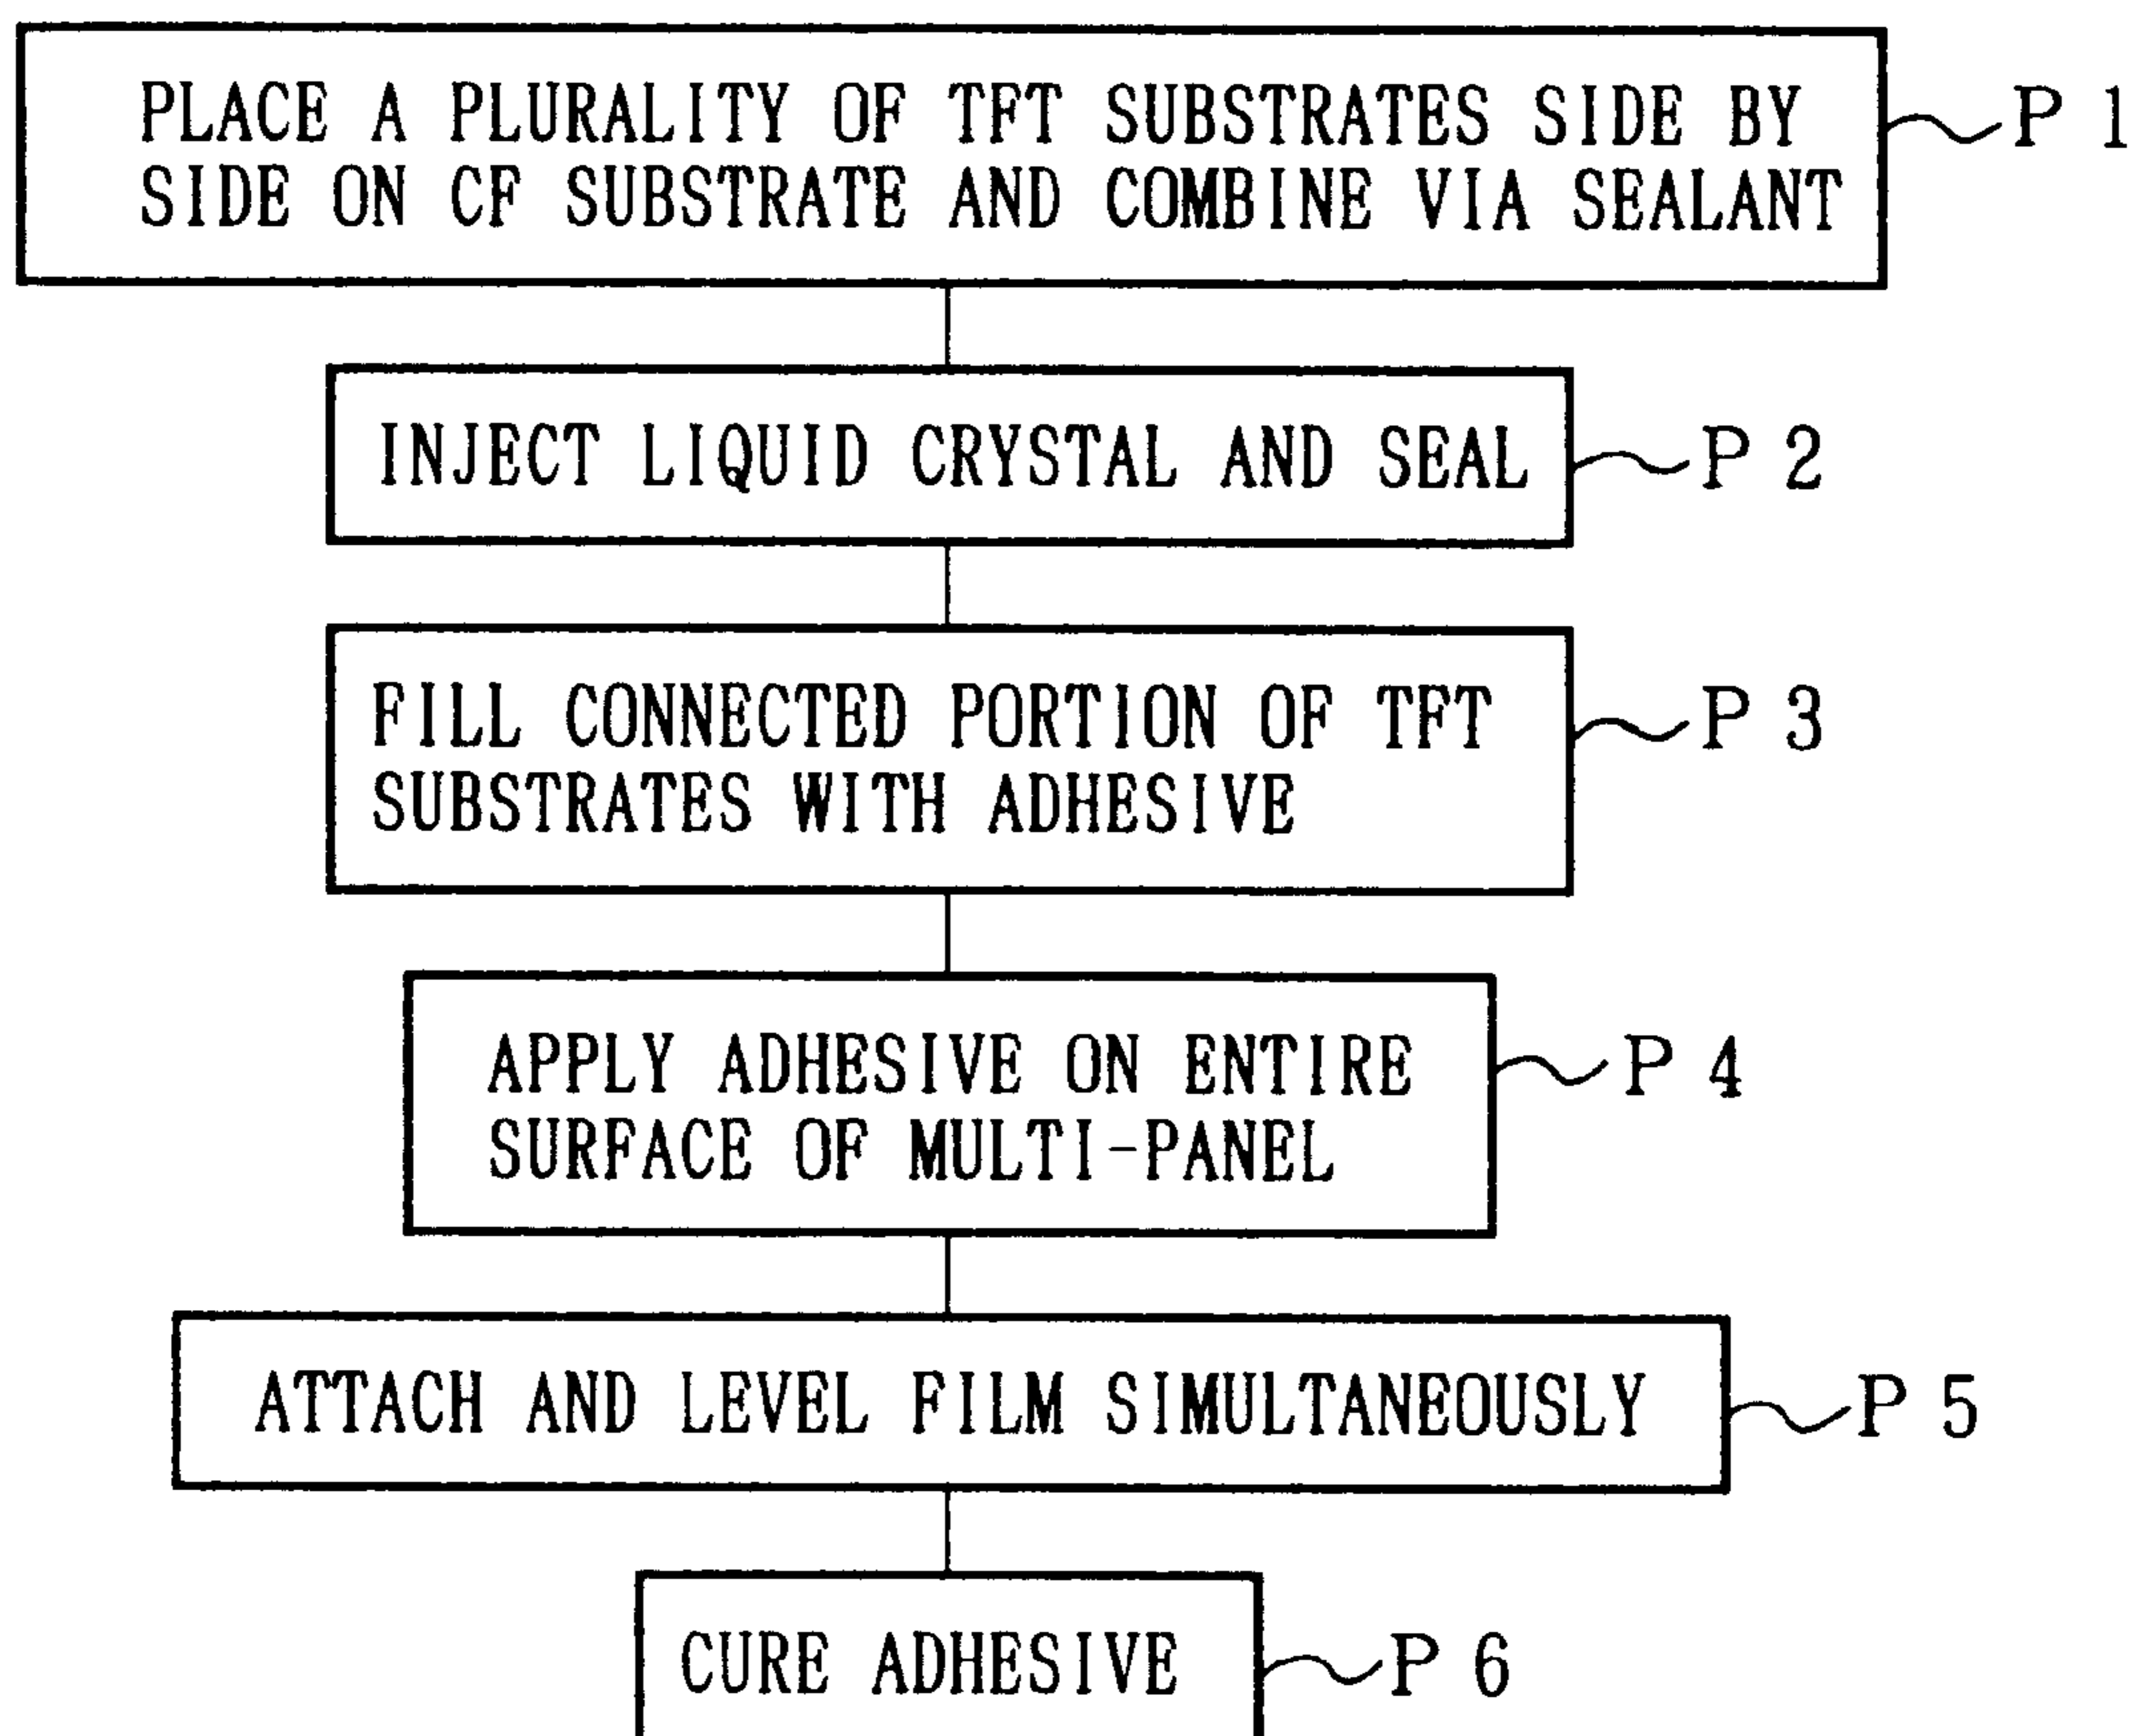 PLACE A PLURALITY OF TFT SUBSTRATES SIDE BY
SIDE ON CF SUBSTRATE AND COMBINE VIA SEALANT
P 1
INJECT LIQUID CRYSTAL AND SEAL
P 2
FILL CONNECTED PORTION OF TFT
SUBSTRATES WITH ADHESIVE
P 3
APPLY ADHESIVE ON ENTIRE
SURFACE OF MULTI-PANEL
P 4
ATTACH AND LEVEL FILM SIMULTANEOUSLY
P 5
CURE ADHESIVE
P 6